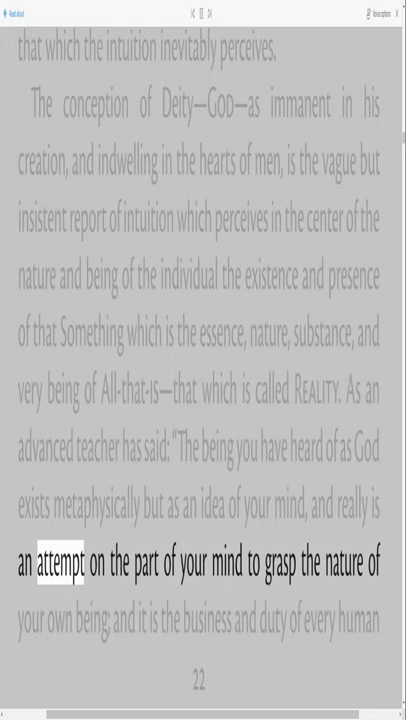 Read aloud
Voice options
that which the intuition inevitably perceives.
The conception of Deity—GOD—as immanent in his
creation, and indwelling in the hearts of men, is the vague but
insistent report of intuition which perceives in the center of the
nature and being of the individual the existence and presence
of that Something which is the essence, nature, substance, and
very being of All-that-IS—that which is called REALITY. As an
advanced teacher has said: “The being you have heard of as God
exists metaphysically but as an idea of your mind, and really is
an attempt on the part of your mind to grasp the nature of
your own being; and it is the business and duty of every human
22